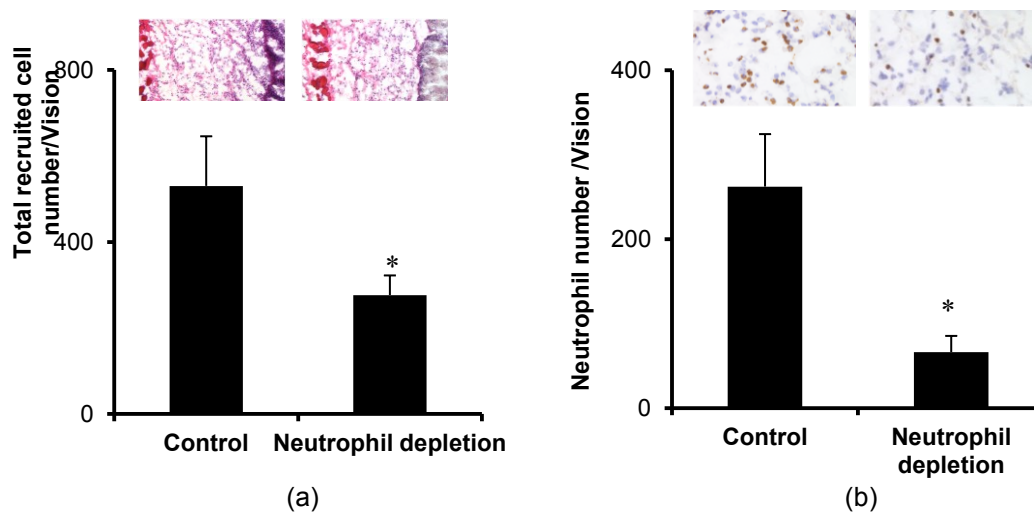 Total recruited cell
number/Vision
800
400
0
*
Control
Neutrophil depletion
(a)
Neutrophil number /Vision
400
200
0
*
Control
Neutrophil
depletion
(b)